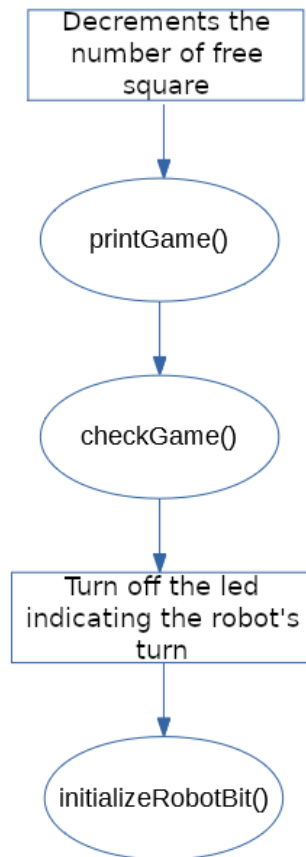 Decrements the
number of free
square
printGame()
checkGame()
Turn off the led
indicating the robot's
turn
initializeRobotBit()